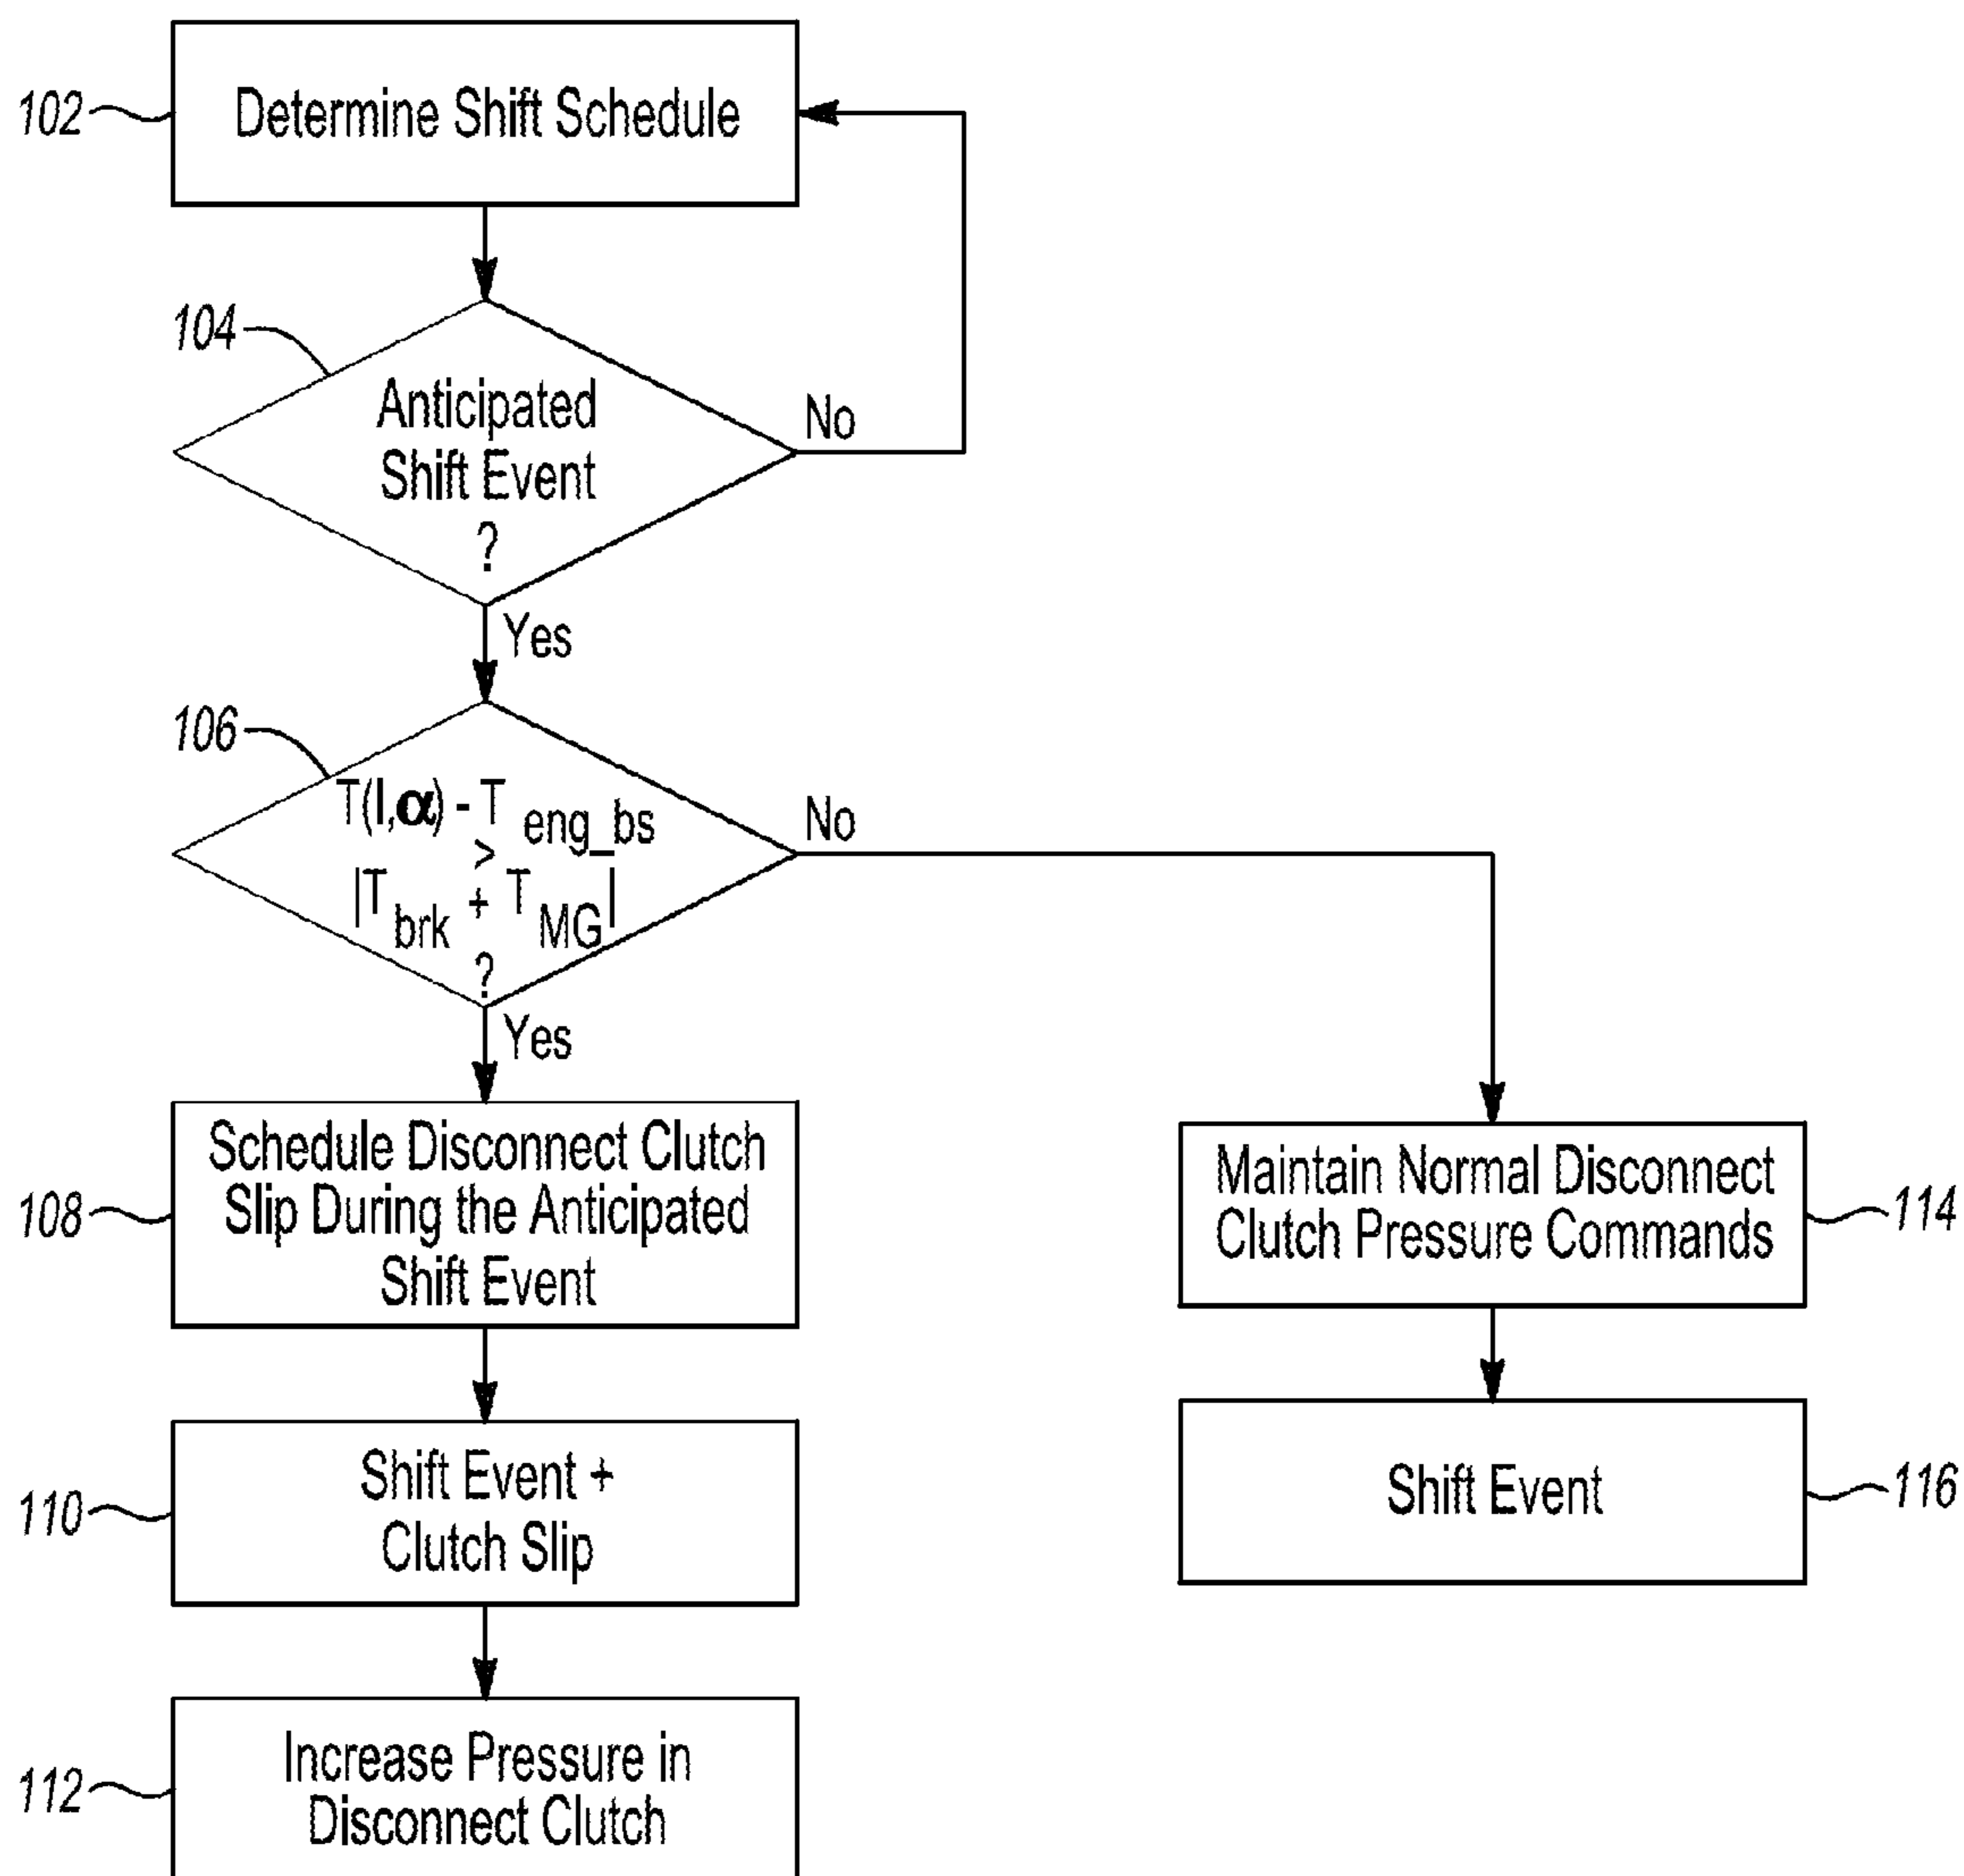 102
Determine Shift Schedule
104
Anticipated
Shift Event
?
No
Yes
106
T(I,α) - T eng_bs
>
|T brk + T MG|
?
No
Yes
108
Schedule Disconnect Clutch
Slip During the Anticipated
Shift Event
Maintain Normal Disconnect
Clutch Pressure Commands
114
110
Shift Event +
Clutch Slip
Shift Event
116
112
Increase Pressure in
Disconnect Clutch